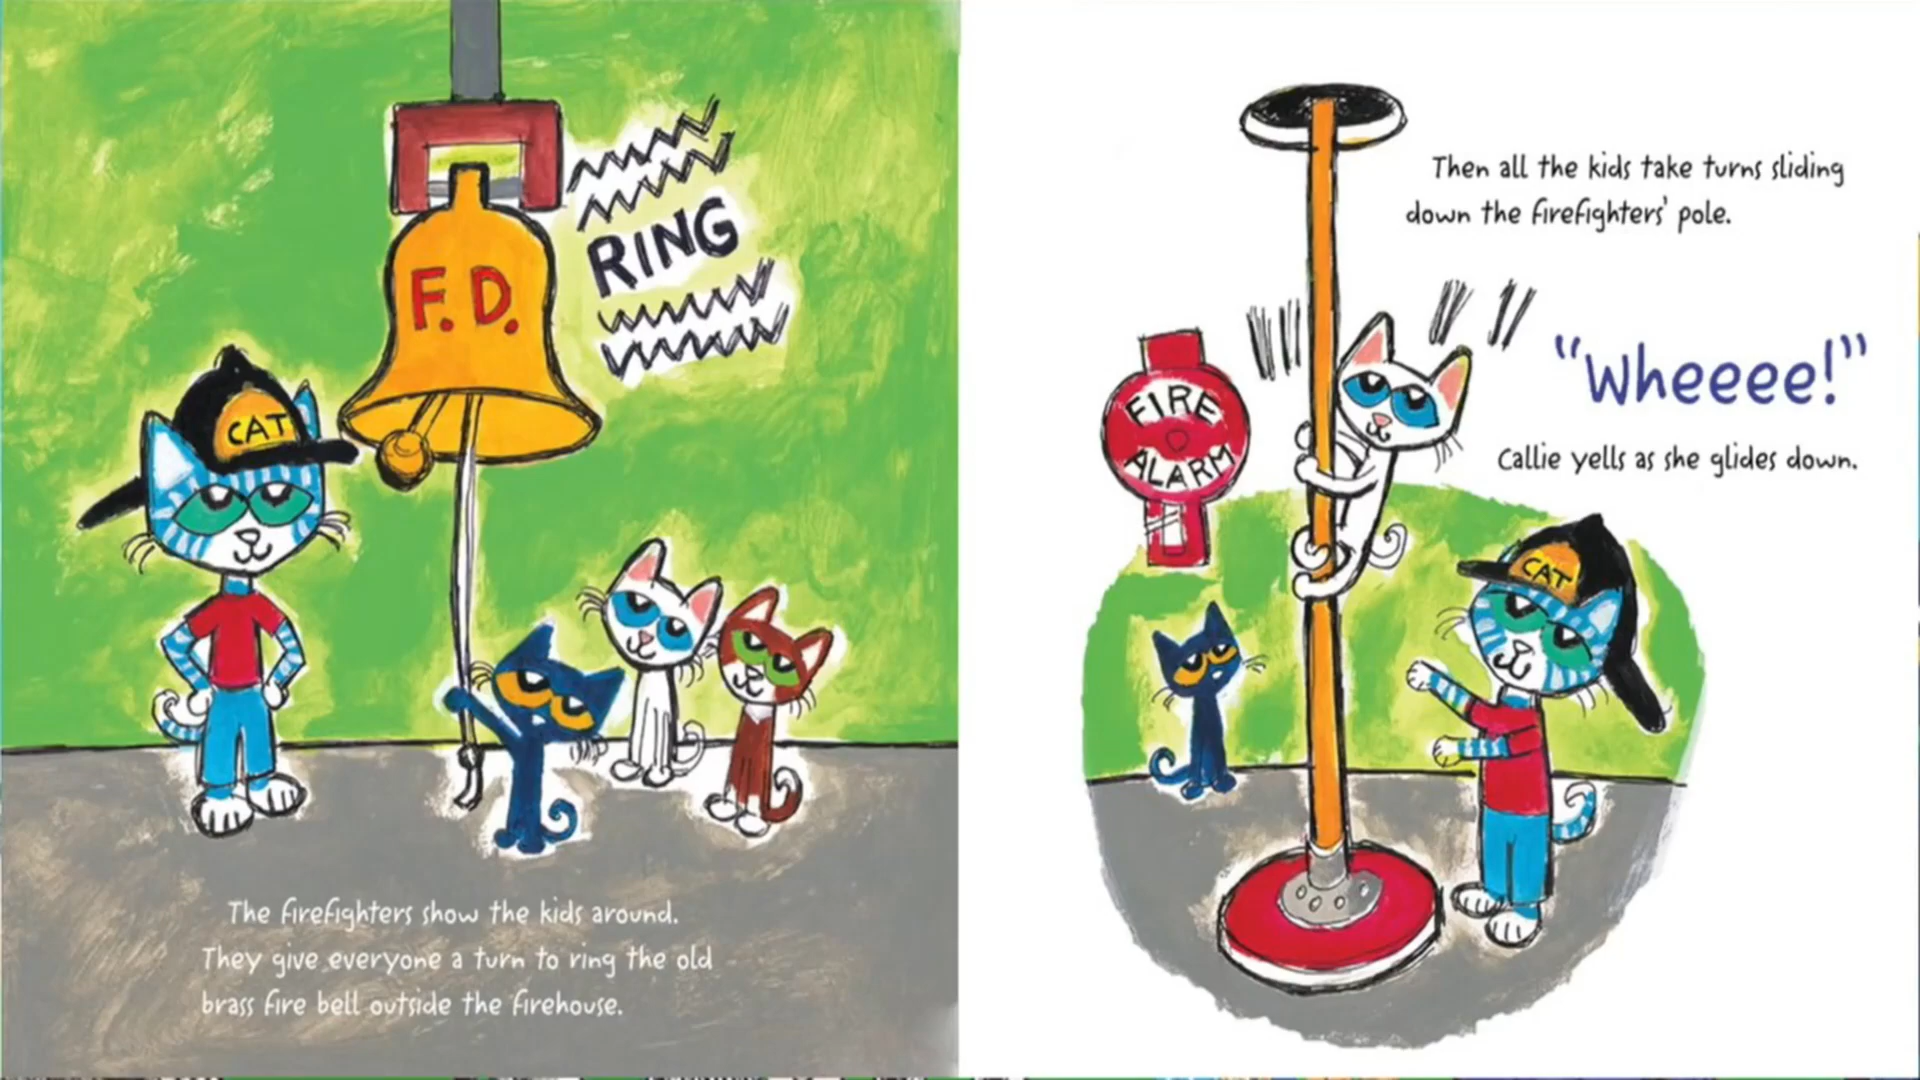 CAT
F. D.
RING
The firefighters show the kids around.
They give everyone a turn to ring the old
brass fire bell outside the firehouse.
Then all the kids take turns sliding
down the firefighters' pole.
FIRE
ALARM
"Wheeee!"
Callie yells as she glides down.
CAT